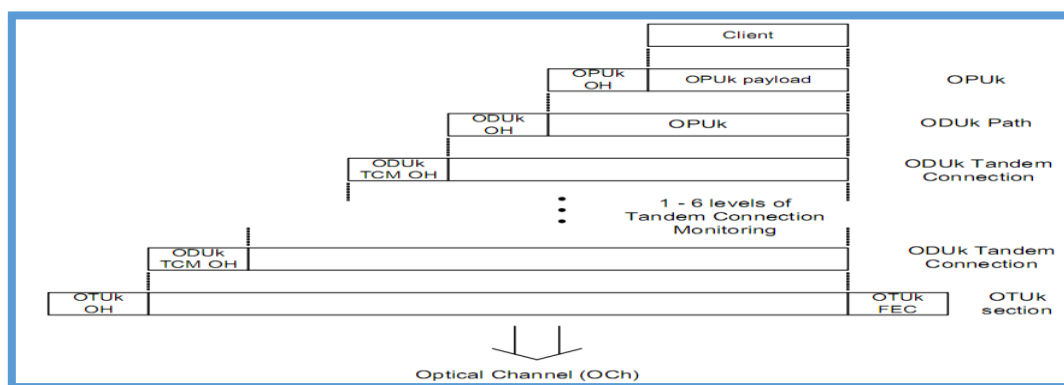 Client
OPUk
OH
OPUk payload
OPUk
ODUk
OH
OPUk
ODUk Path
ODUk
TCM OH
ODUk Tandem
Connection
1 - 6 levels of
Tandem Connection
Monitoring
ODUk
TCM OH
ODUk Tandem
Connection
OTUk
OH
OTUk
FEC
OTUk
section
Optical Channel (OCh)